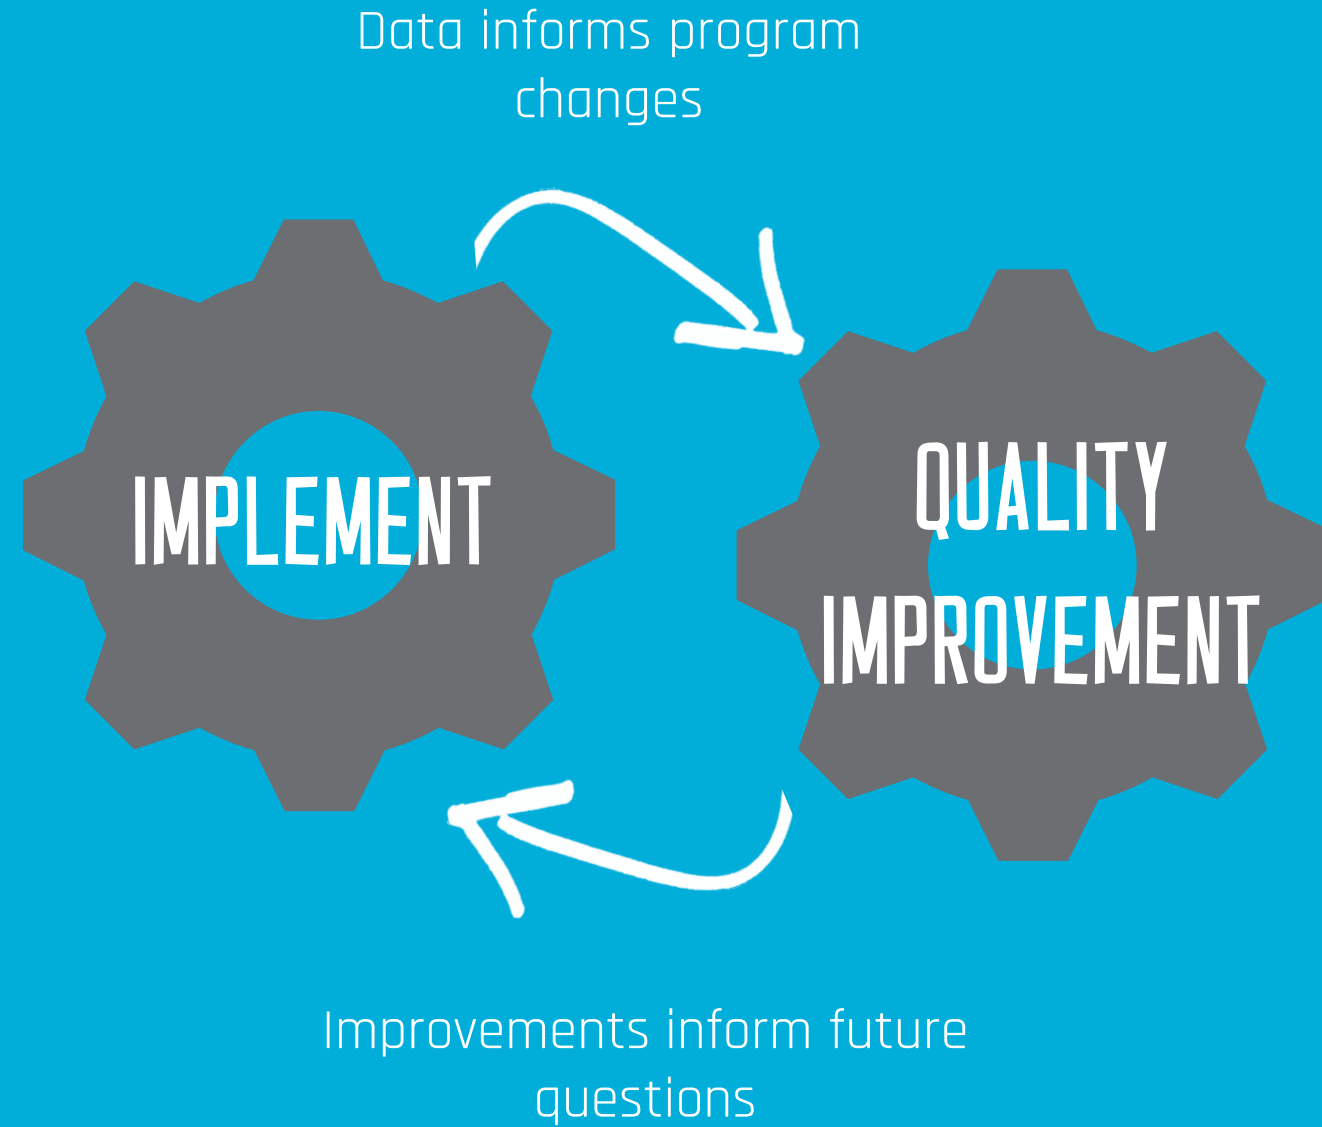 Data informs program
changes
IMPLEMENT
QUALITY
IMPROVEMENT
Improvements inform future
questions